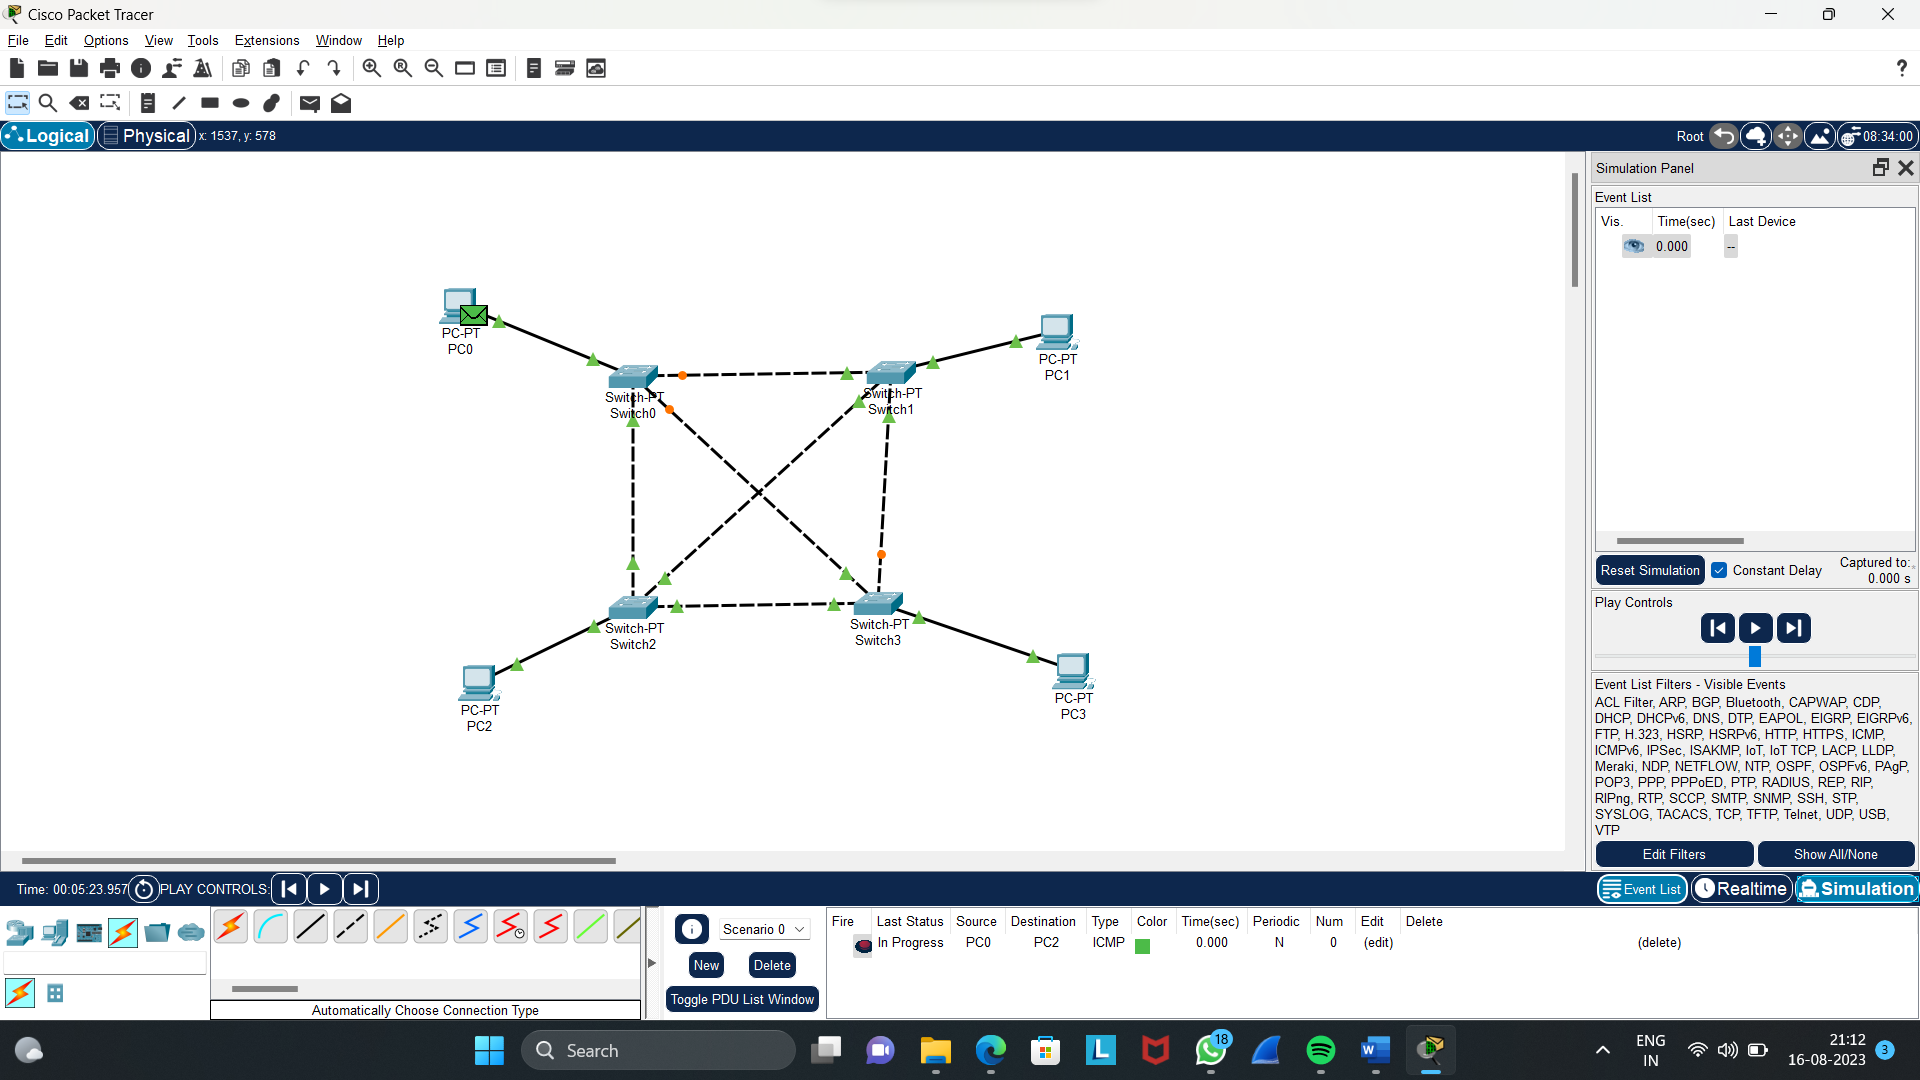 Cisco Packet Tracer
File Edit Options View Tools Extensions Window Help
Logical Physical x: 1537, y: 578 Root 08:34:00
Simulation Panel
Event List
Vis. Time(sec) Last Device
0.000 --
PC-PT
PC0
PC-PT
PC1
Switch-PT
Switch0
Switch-PT
Switch1
Switch-PT
Switch2
Switch-PT
Switch3
PC-PT
PC2
PC-PT
PC3
Reset Simulation Constant Delay Captured to:
0.000 s
Play Controls
Event List Filters - Visible Events
ACL Filter, ARP, BGP, Bluetooth, CAPWAP, CDP,
DHCP, DHCPv6, DNS, DTP, EAPOL, EIGRP, EIGRPv6,
FTP, H.323, HSRP, HSRPv6, HTTP, HTTPS, ICMP,
ICMPv6, IPSec, ISAKMP, IoT, IoT TCP, LACP, LLDP,
Meraki, NDP, NETFLOW, NTP, OSPF, OSPFv6, PAgP,
POP3, PPP, PPPoED, PTP, RADIUS, REP, RIP,
RIPng, RTP, SCCP, SMTP, SNMP, SSH, STP,
SYSLOG, TACACS, TCP, TFTP, Telnet, UDP, USB,
VTP
Edit Filters Show All/None
Time: 00:05:23.957 PLAY CONTROLS: Event List Realtime Simulation
Scenario 0
New Delete
Toggle PDU List Window
Fire Last Status Source Destination Type Color Time(sec) Periodic Num Edit Delete
In Progress PC0 PC2 ICMP 0.000 N 0 (edit) (delete)
Automatically Choose Connection Type
Search
18
ENG
IN
21:12
16-08-2023
3